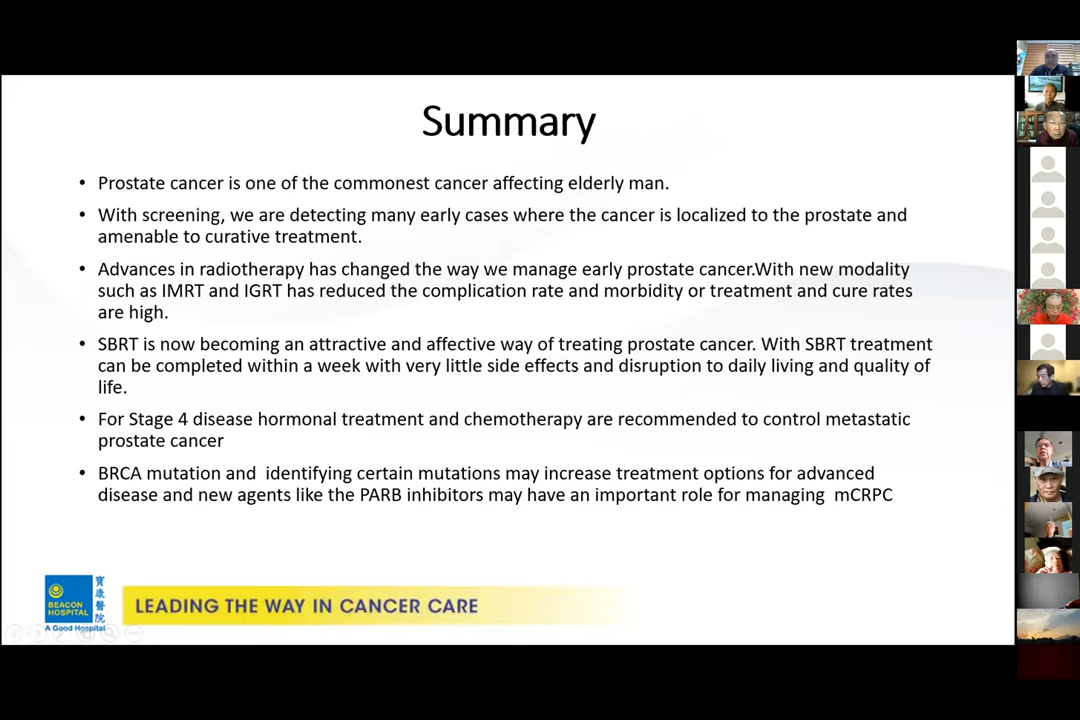 Summary
• Prostate cancer is one of the commonest cancer affecting elderly man.
• With screening, we are detecting many early cases where the cancer is localized to the prostate and
amenable to curative treatment.
• Advances in radiotherapy has changed the way we manage early prostate cancer.With new modality
such as IMRT and IGRT has reduced the complication rate and morbidity or treatment and cure rates
are high.
• SBRT is now becoming an attractive and affective way of treating prostate cancer. With SBRT treatment
can be completed within a week with very little side effects and disruption to daily living and quality of
life.
• For Stage 4 disease hormonal treatment and chemotherapy are recommended to control metastatic
prostate cancer
• BRCA mutation and  identifying certain mutations may increase treatment options for advanced
disease and new agents like the PARB inhibitors may have an important role for managing  mCRPC
BEACON
HOSPITAL
寶康醫院
A Good Hospital
LEADING THE WAY IN CANCER CARE